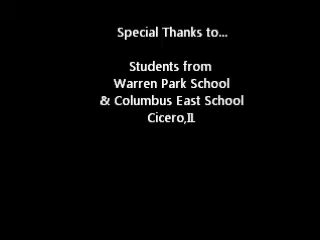 Special Thanks to...
Students from
Warren Park School
& Columbus East School
Cicero,IL